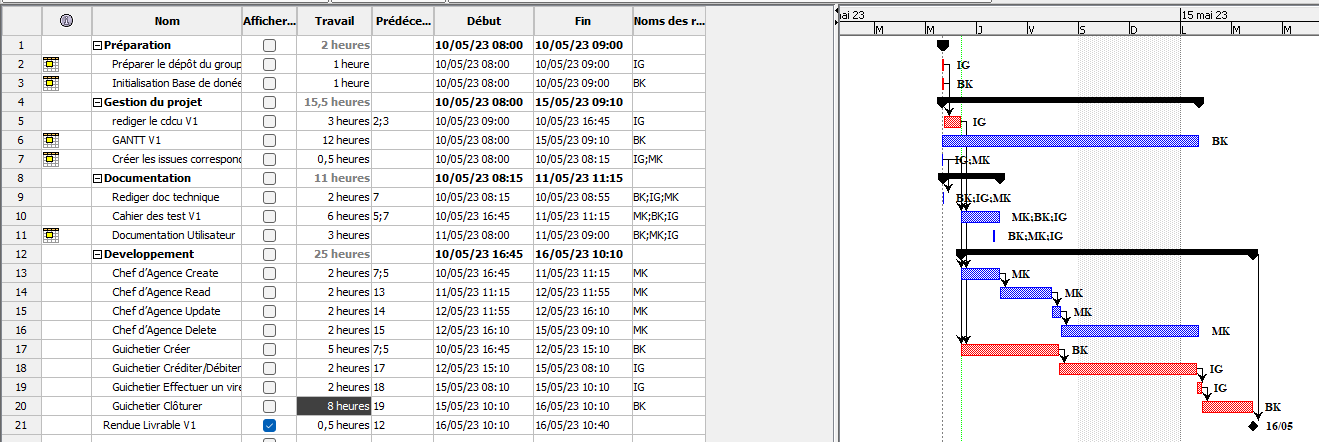 Nom Afficher... Travail Prédéce... Début Fin Noms des r...
mai 23 15 mai 23
M M J V S D L M M
1 Préparation 2 heures 10/05/23 08:00 10/05/23 09:00
2 Préparer le dépôt du group 1 heure 10/05/23 08:00 10/05/23 09:00 IG IG
3 Initialisation Base de donée 1 heure 10/05/23 08:00 10/05/23 09:00 BK BK
4 Gestion du projet 15,5 heures 10/05/23 08:00 15/05/23 09:10
5 rediger le cdcu V1 3 heures 2;3 10/05/23 09:00 10/05/23 16:45 IG IG
6 GANTT V1 12 heures 10/05/23 08:00 15/05/23 09:10 BK BK
7 Créer les issues correspond 0,5 heures 10/05/23 08:00 10/05/23 08:15 IG;MK IG;MK
8 Documentation 11 heures 10/05/23 08:15 11/05/23 11:15
9 Rediger doc technique 2 heures 7 10/05/23 08:15 10/05/23 08:55 BK;IG;MK BK;IG;MK
10 Cahier des test V1 6 heures 5;7 10/05/23 16:45 11/05/23 11:15 MK;BK;IG MK;BK;IG
11 Documentation Utilisateur 3 heures 11/05/23 08:00 11/05/23 09:00 BK;MK;IG BK;MK;IG
12 Developpement 25 heures 10/05/23 16:45 16/05/23 10:10
13 Chef d'Agence Create 2 heures 7;5 10/05/23 16:45 11/05/23 11:15 MK MK
14 Chef d'Agence Read 2 heures 13 11/05/23 11:15 12/05/23 11:55 MK MK
15 Chef d'Agence Update 2 heures 14 12/05/23 11:55 12/05/23 16:10 MK MK
16 Chef d'Agence Delete 2 heures 15 12/05/23 16:10 15/05/23 09:10 MK MK
17 Guichetier Créer 5 heures 7;5 10/05/23 16:45 12/05/23 15:10 BK BK
18 Guichetier Créditer/Débiter 2 heures 17 12/05/23 15:10 15/05/23 08:10 IG IG
19 Guichetier Effectuer un vire 2 heures 18 15/05/23 08:10 15/05/23 10:10 IG IG
20 Guichetier Clôturer 8 heures 19 15/05/23 10:10 16/05/23 10:10 BK BK
21 Rendue Livrable V1 0,5 heures 12 16/05/23 10:10 16/05/23 10:40 16/05